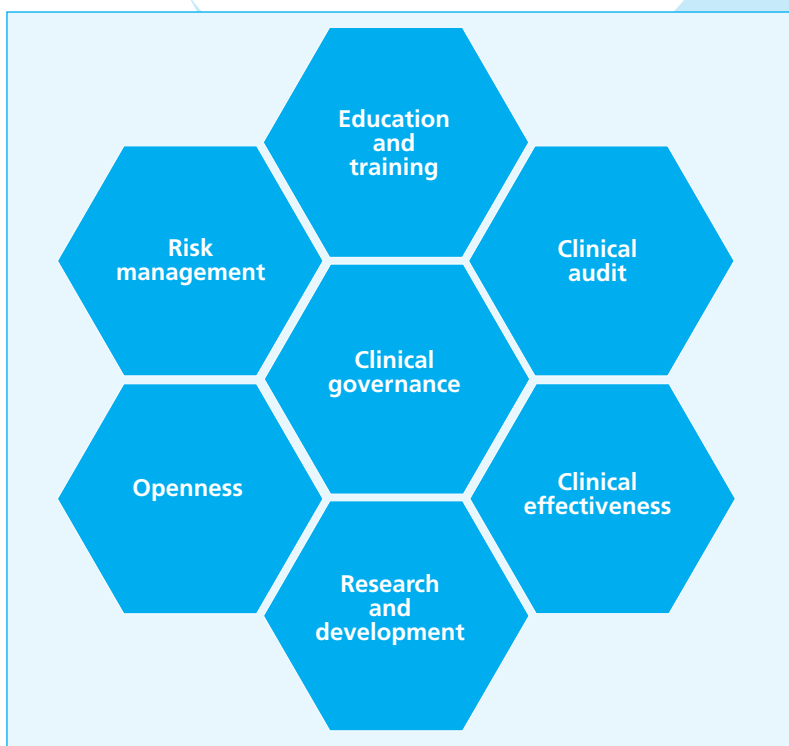 Education
and
training
Risk
management
Clinical
audit
Clinical
governance
Openness
Clinical
effectiveness
Research
and
development